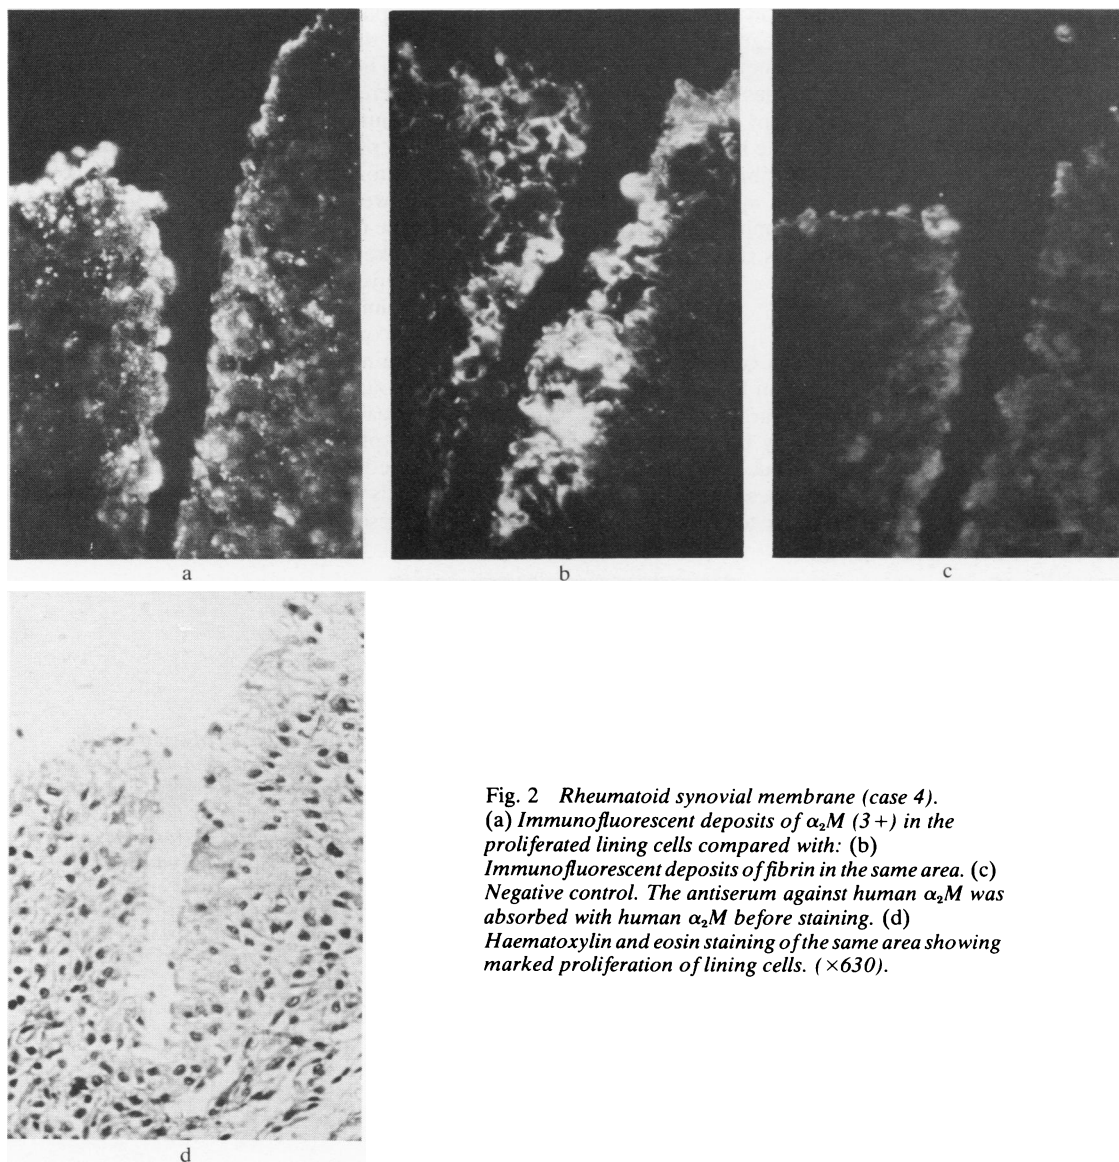 a
b
c
d
Fig. 2 Rheumatoid synovial membrane (case 4).
(a) Immunofluorescent deposits of α₂M (3+) in the
proliferated lining cells compared with: (b)
Immunofluorescent deposits of fibrin in the same area. (c)
Negative control. The antiserum against human α₂M was
absorbed with human α₂M before staining. (d)
Haematoxylin and eosin staining of the same area showing
marked proliferation of lining cells. (×630).